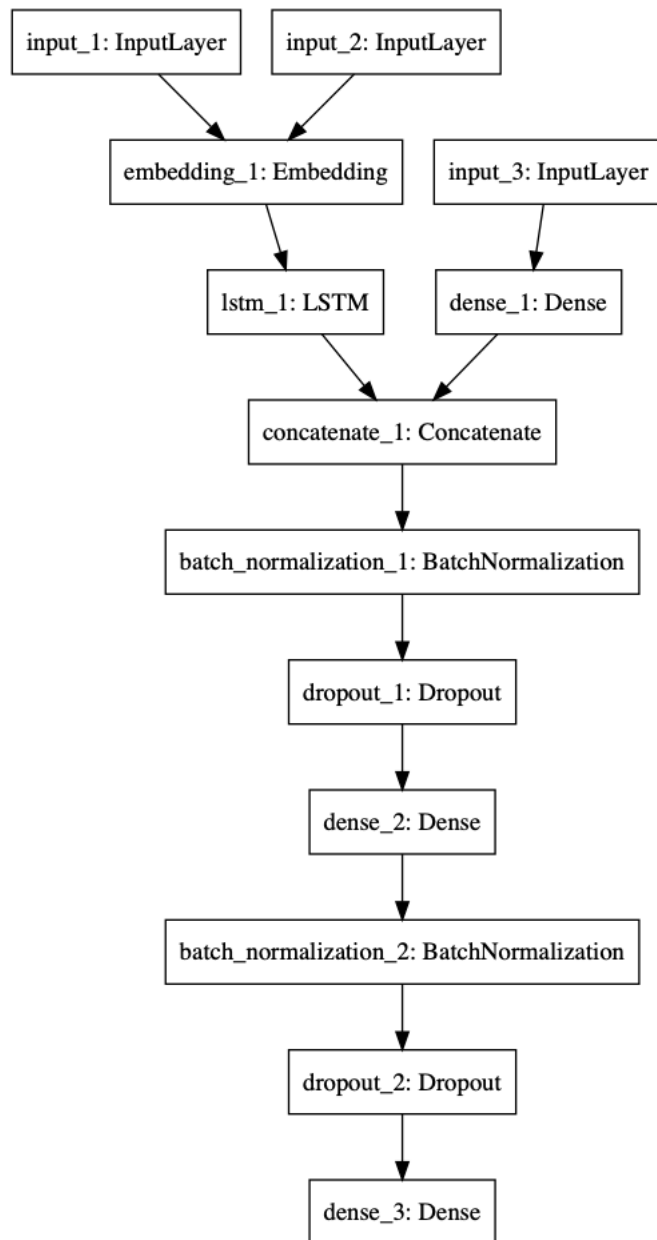 input_1: InputLayer
input_2: InputLayer
embedding_1: Embedding
input_3: InputLayer
lstm_1: LSTM
dense_1: Dense
concatenate_1: Concatenate
batch_normalization_1: BatchNormalization
dropout_1: Dropout
dense_2: Dense
batch_normalization_2: BatchNormalization
dropout_2: Dropout
dense_3: Dense